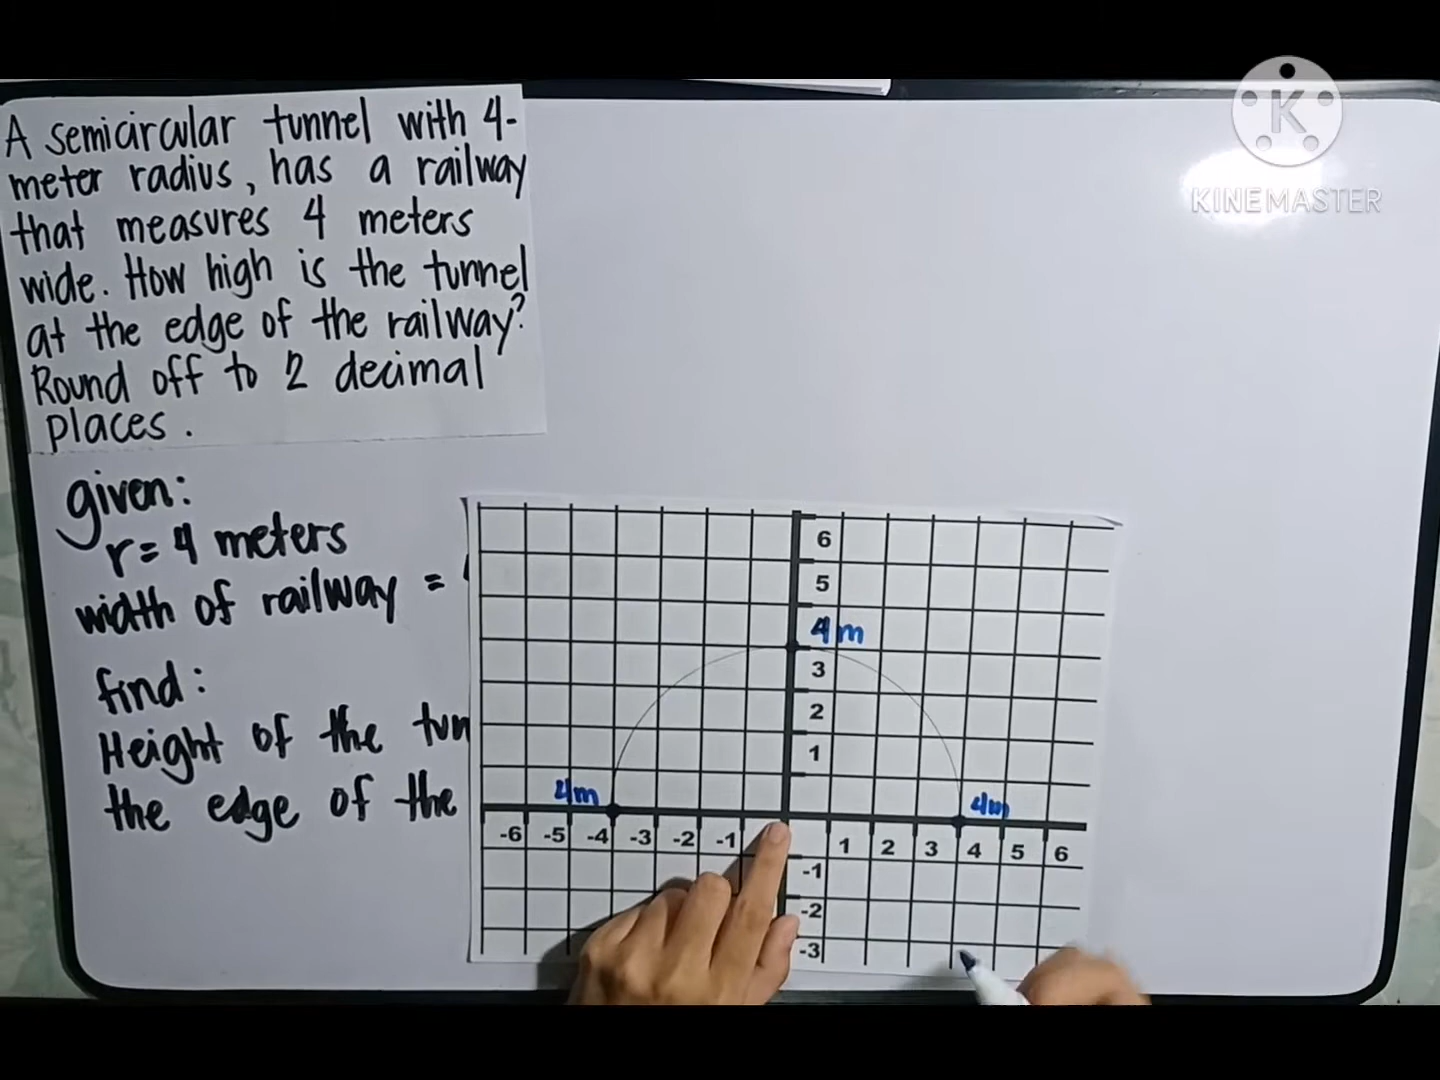 A semicircular tunnel with 4-
meter radius, has a railway
that measures 4 meters
wide. How high is the tunnel
at the edge of the railway?
Round off to 2 decimal
places.
given:
r = 4 meters
width of railway =
find:
Height of the tun
the edge of the
6
5
4m
3
2
1
4m
4m
-6 -5 -4 -3 -2 -1 1 2 3 4 5 6
-1
-2
-3
K
KINEMASTER